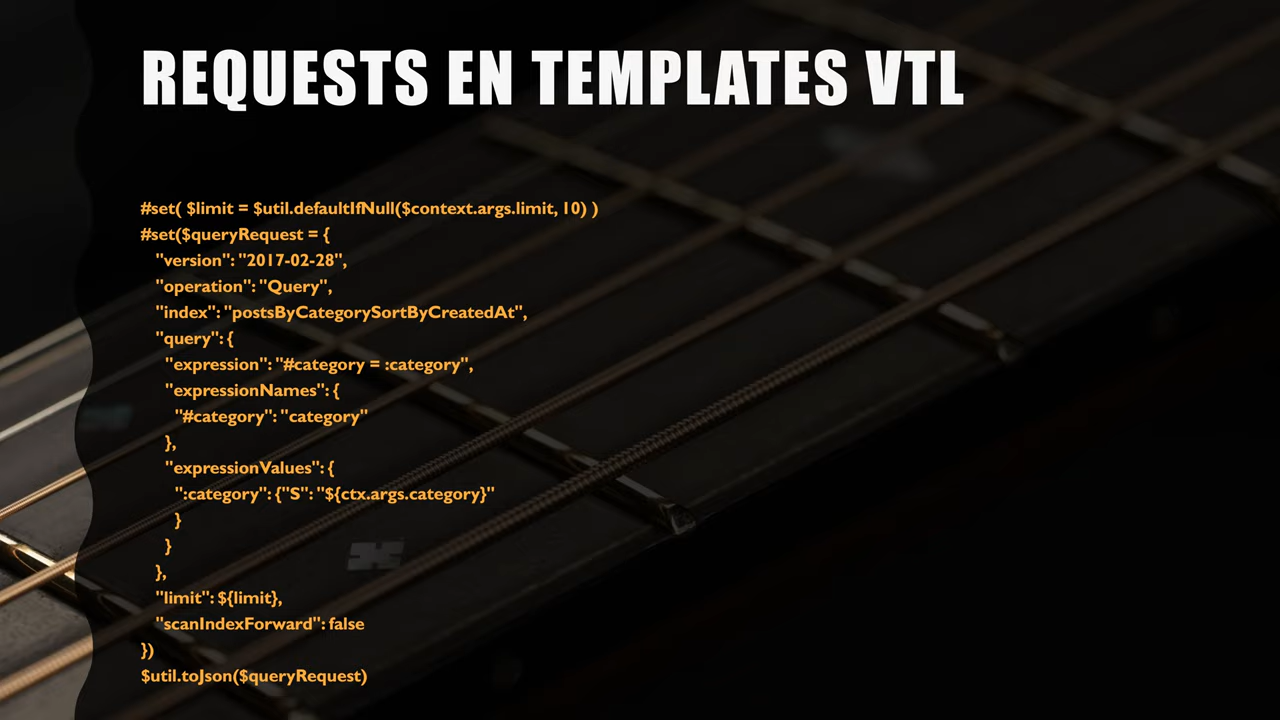 REQUESTS EN TEMPLATES VTL
#set( $limit = $util.defaultIfNull($context.args.limit, 10) )
#set($queryRequest = {
"version": "2017-02-28",
"operation": "Query",
"index": "postsByCategorySortByCreatedAt",
"query": {
"expression": "#category = :category",
"expressionNames": {
"#category": "category"
},
"expressionValues": {
":category": {"S": "${ctx.args.category}"
}
}
},
"limit": ${limit},
"scanIndexForward": false
})
$util.toJson($queryRequest)